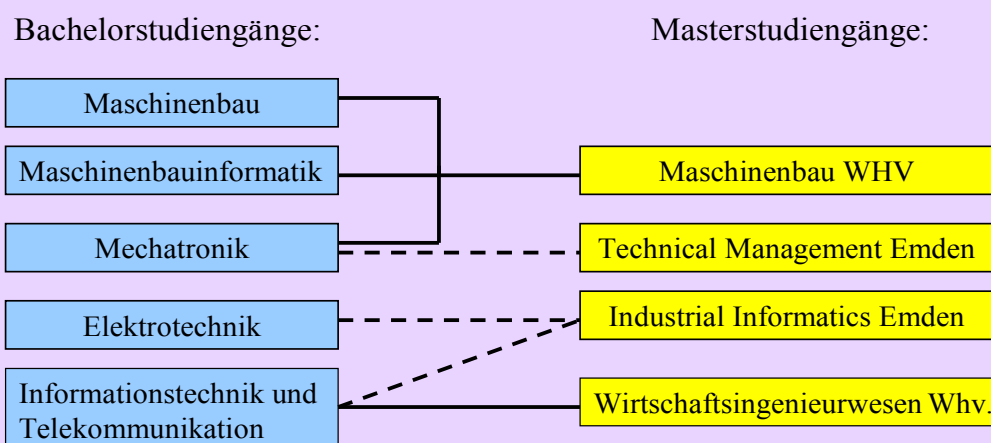 Bachelorstudiengänge:
Masterstudiengänge:
Maschinenbau
Maschinenbauinformatik
Maschinenbau WHV
Mechatronik
Technical Management Emden
Elektrotechnik
Industrial Informatics Emden
Informationstechnik und
Telekommunikation
Wirtschaftsingenieurwesen Whv.